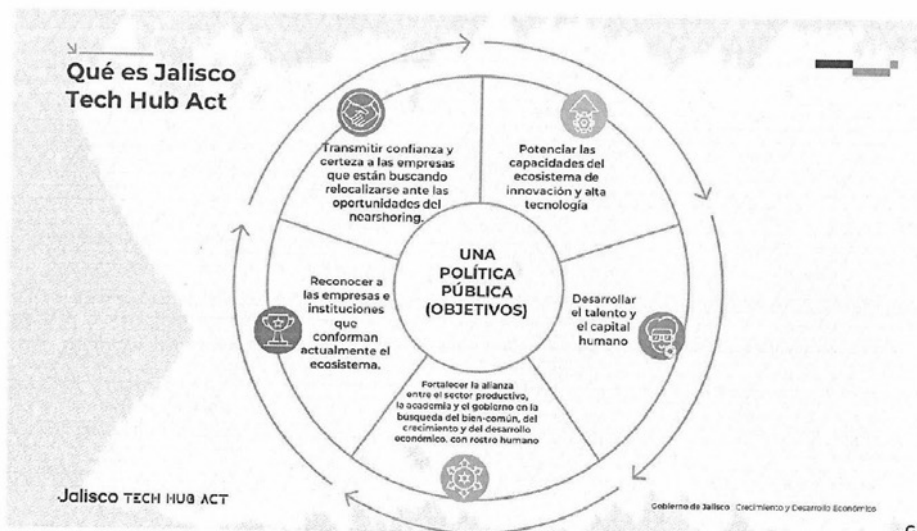 Qué es Jalisco
Tech Hub Act
Transmitir confianza y
certeza a las empresas
que están buscando
relocalizarse ante las
oportunidades del
nearshoring.
Potenciar las
capacidades del
ecosistema de
innovación y alta
tecnología
UNA
POLÍTICA
PÚBLICA
(OBJETIVOS)
Reconocer a
las empresas e
instituciones
que
conforman
actualmente el
ecosistema.
Desarrollar
el talento y
el capital
humano
Fortalecer la alianza
entre el sector productivo,
la academia y el gobierno en la
busqueda del bien-común, del
crecimiento y del desarrollo
económico, con rostro humano
Jalisco TECH HUB ACT
Gobierno de Jalisco Crecimiento y Desarrollo Económico